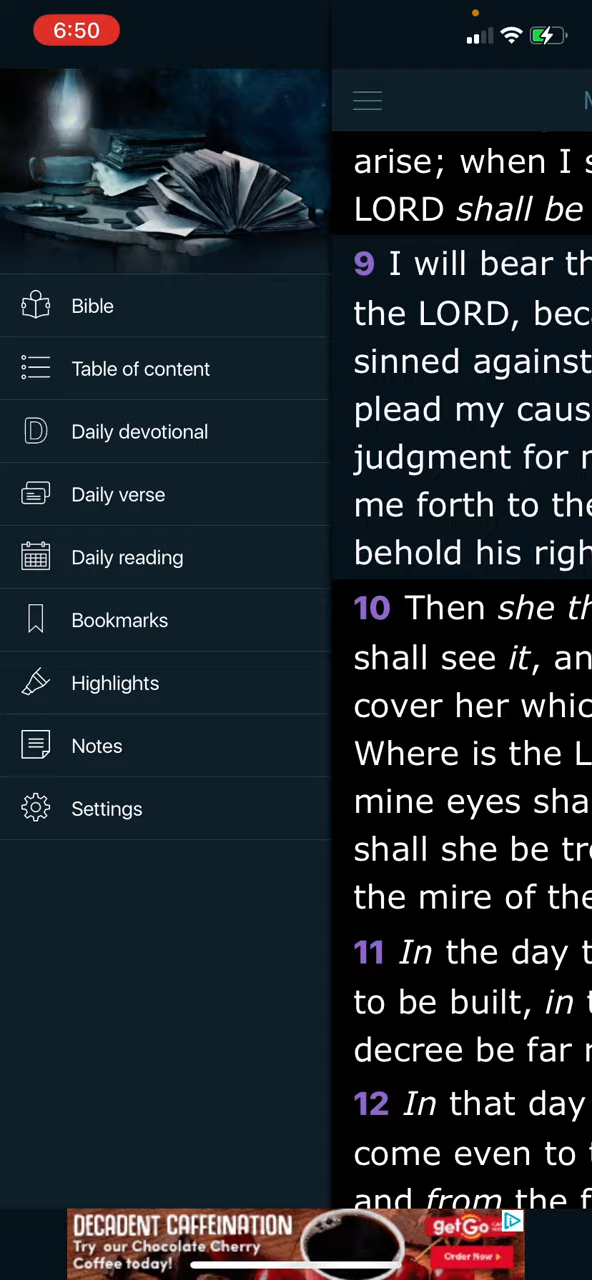 6:50
Bible
Table of content
Daily devotional
Daily verse
Daily reading
Bookmarks
Highlights
Notes
Settings
arise; when I
LORD shall be
9 I will bear
the LORD,
sinned against
plead my
judgment for
me forth to
behold his
10 Then she
shall see it,
cover her
Where is the
mine eyes
shall she be
the mire of
11 In the day
to be built, in
decree be far
12 In that day
come even to
and from the
DECADENT CAFFEINATION
Try our Chocolate Cherry
Coffee today!
getGo
Order Now